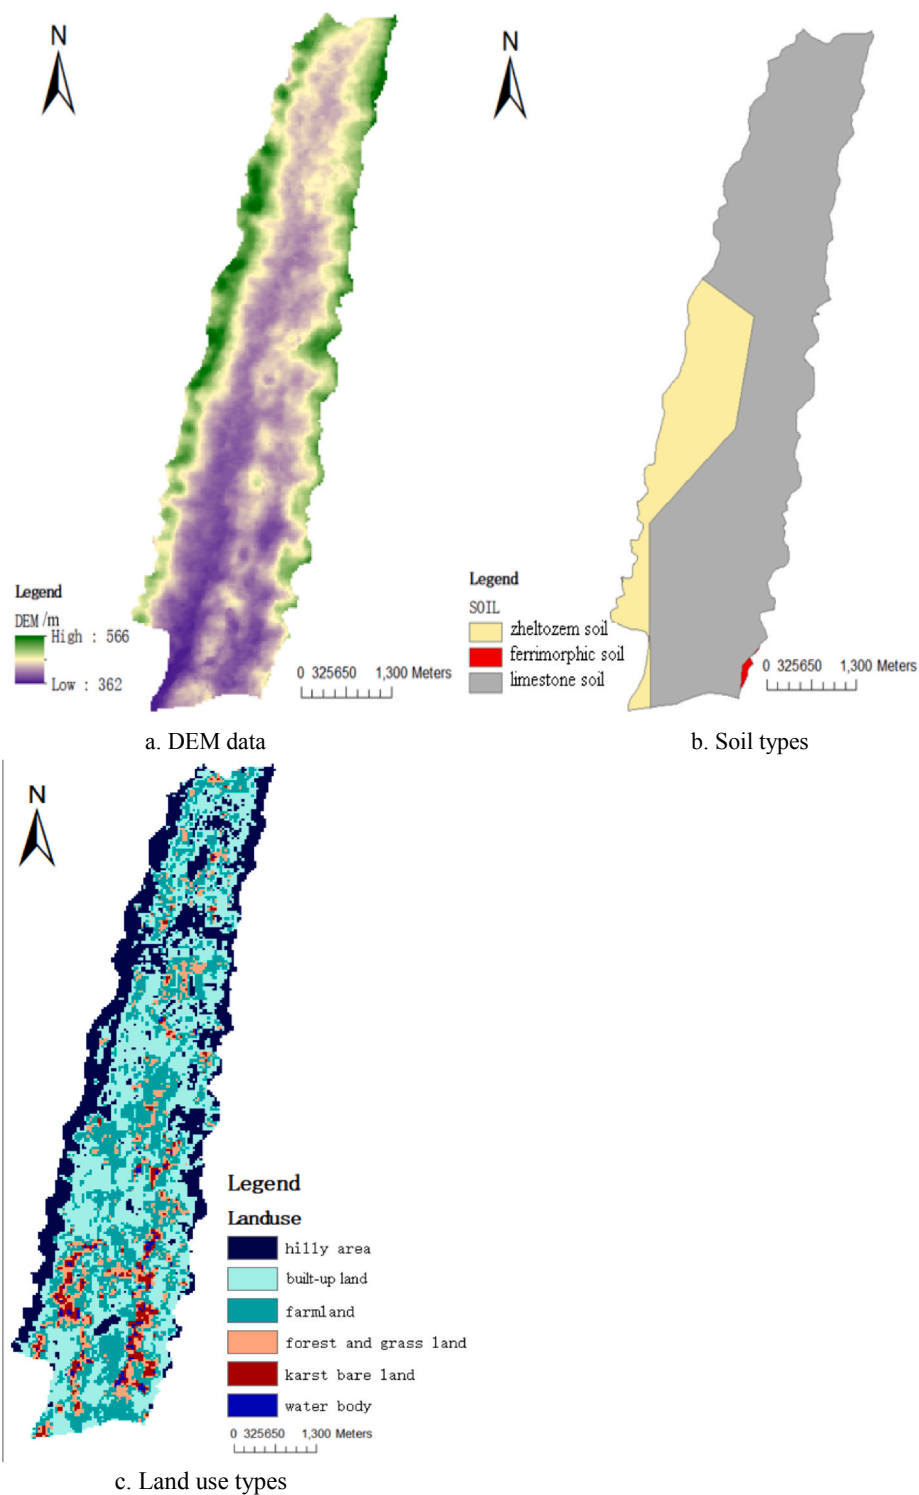 N
Legend
DEM /m
High : 566
Low : 362
0 325650 1,300 Meters
a. DEM data
N
Legend
SOIL
zheltozem soil
ferrimorphic soil
limestone soil
0 325650 1,300 Meters
b. Soil types
N
Legend
Landuse
hilly area
built-up land
farmland
forest and grass land
karst bare land
water body
0 325650 1,300 Meters
c. Land use types